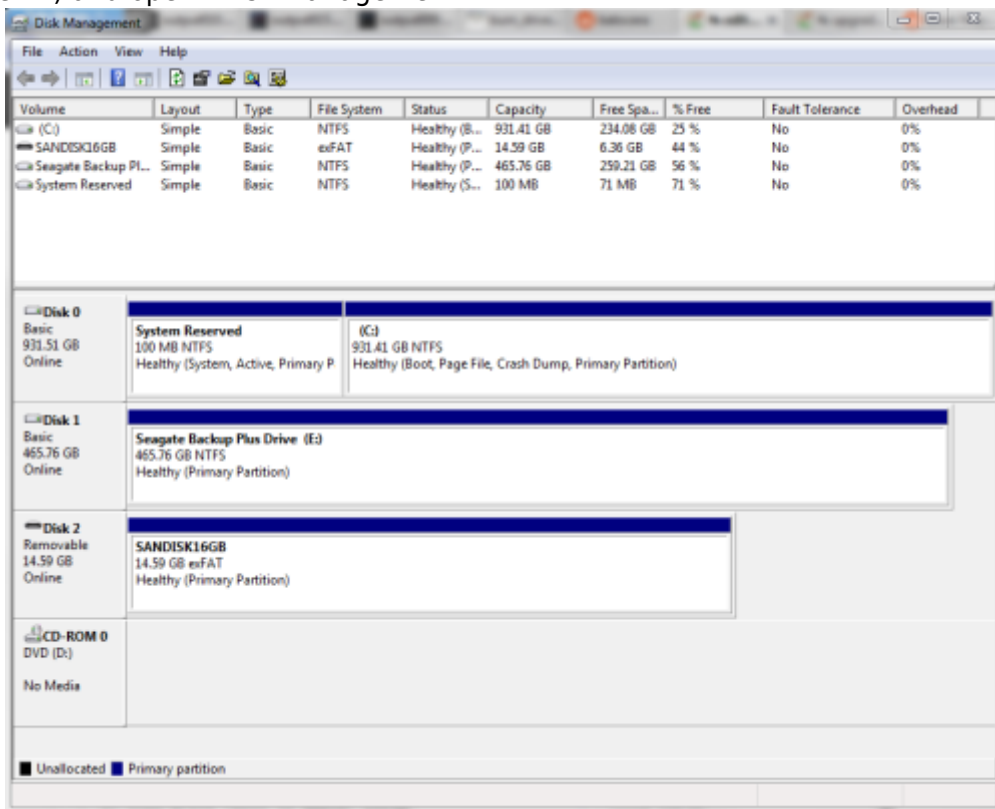 Disk Management
File Action View Help
Volume Layout Type File System Status Capacity Free Spa... % Free Fault Tolerance Overhead
(C:) Simple Basic NTFS Healthy (B... 931.41 GB 234.08 GB 25 % No 0%
SANDISK16GB Simple Basic exFAT Healthy (P... 14.59 GB 6.36 GB 44 % No 0%
Seagate Backup Pl... Simple Basic NTFS Healthy (P... 465.76 GB 259.21 GB 56 % No 0%
System Reserved Simple Basic NTFS Healthy (S... 100 MB 71 MB 71 % No 0%
Disk 0
Basic
931.51 GB
Online
System Reserved
100 MB NTFS
Healthy (System, Active, Primary P
(C:)
931.41 GB NTFS
Healthy (Boot, Page File, Crash Dump, Primary Partition)
Disk 1
Basic
465.76 GB
Online
Seagate Backup Plus Drive (E:)
465.76 GB NTFS
Healthy (Primary Partition)
Disk 2
Removable
14.59 GB
Online
SANDISK16GB
14.59 GB exFAT
Healthy (Primary Partition)
CD-ROM 0
DVD (D:)
No Media
Unallocated Primary partition